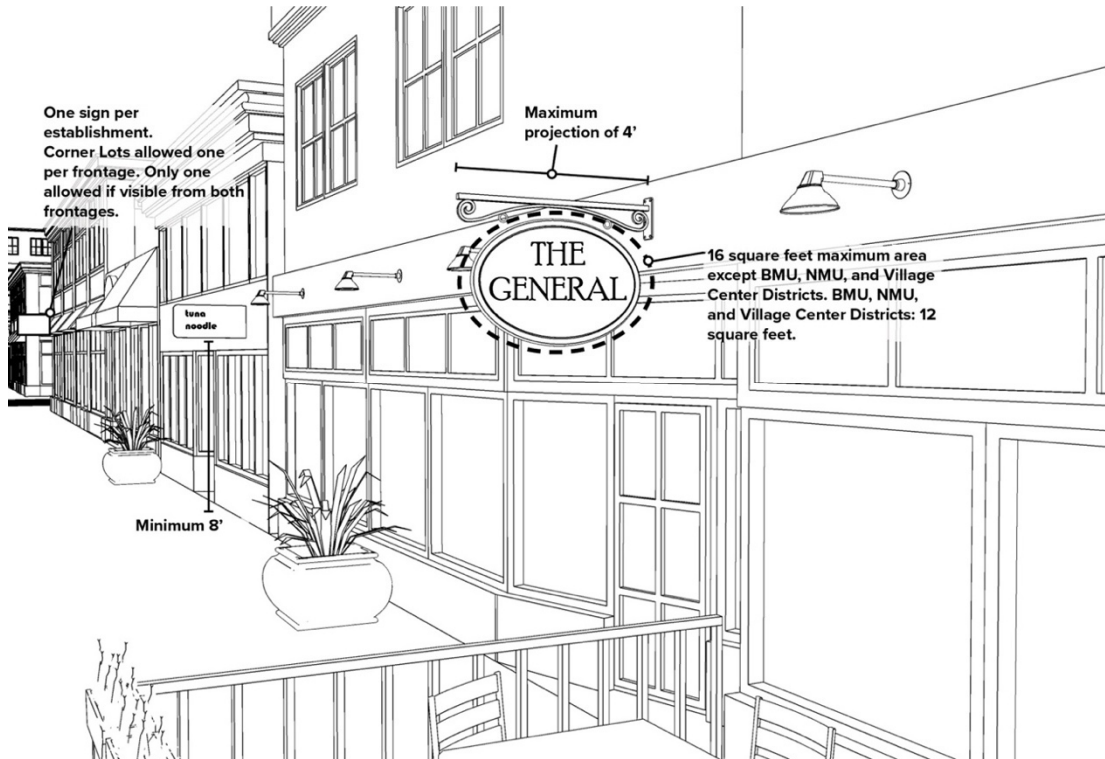 One sign per
establishment.
Corner Lots allowed one
per frontage. Only one
allowed if visible from both
frontages.
Maximum
projection of 4’
THE
GENERAL
16 square feet maximum area
except BMU, NMU, and Village
Center Districts. BMU, NMU,
and Village Center Districts: 12
square feet.
tuna
noodle
Minimum 8’